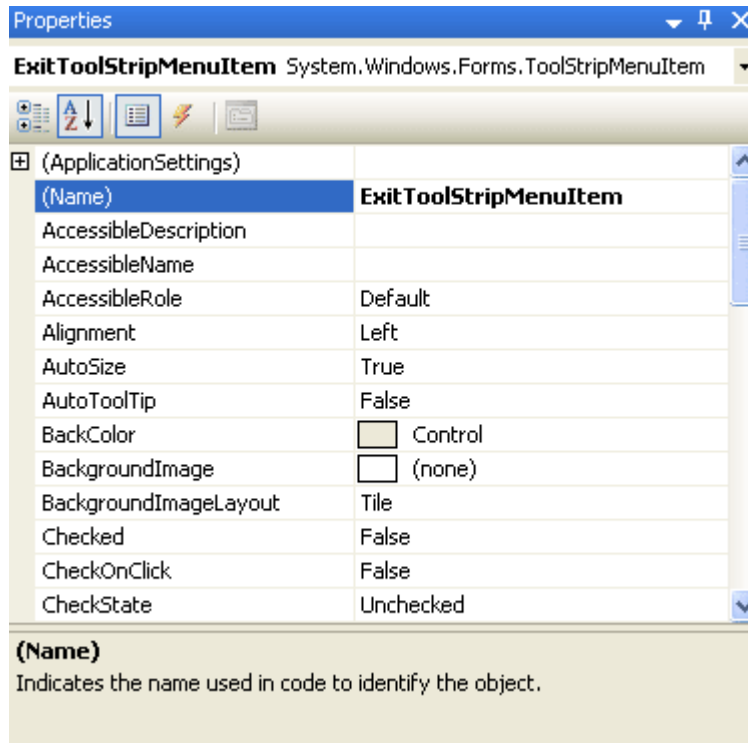 Properties
ExitToolStripMenuItem System.Windows.Forms.ToolStripMenuItem
(ApplicationSettings)
(Name) ExitToolStripMenuItem
AccessibleDescription
AccessibleName
AccessibleRole Default
Alignment Left
AutoSize True
AutoToolTip False
BackColor Control
BackgroundImage (none)
BackgroundImageLayout Tile
Checked False
CheckOnClick False
CheckState Unchecked
(Name)
Indicates the name used in code to identify the object.